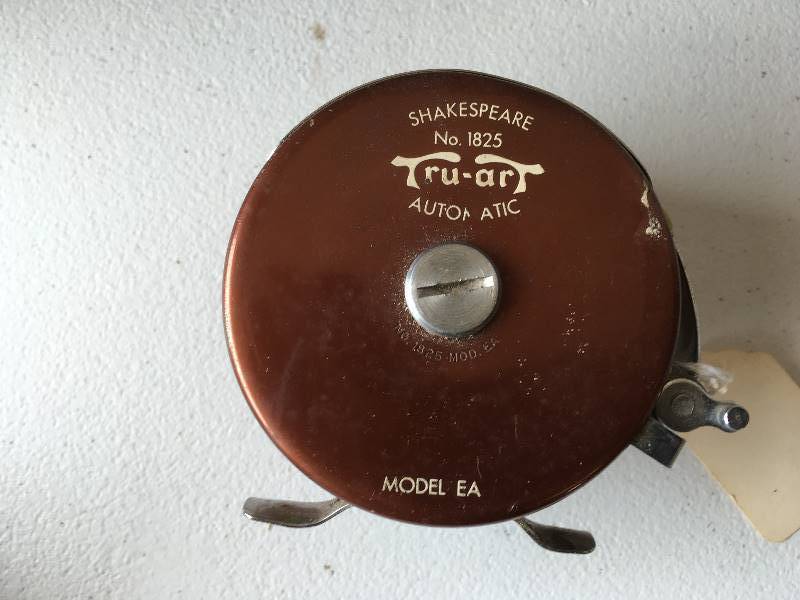 SHAKESPEARE
No. 1825
Tru-arT
AUTOMATIC
No. 1825-MOD. EA
MODEL EA